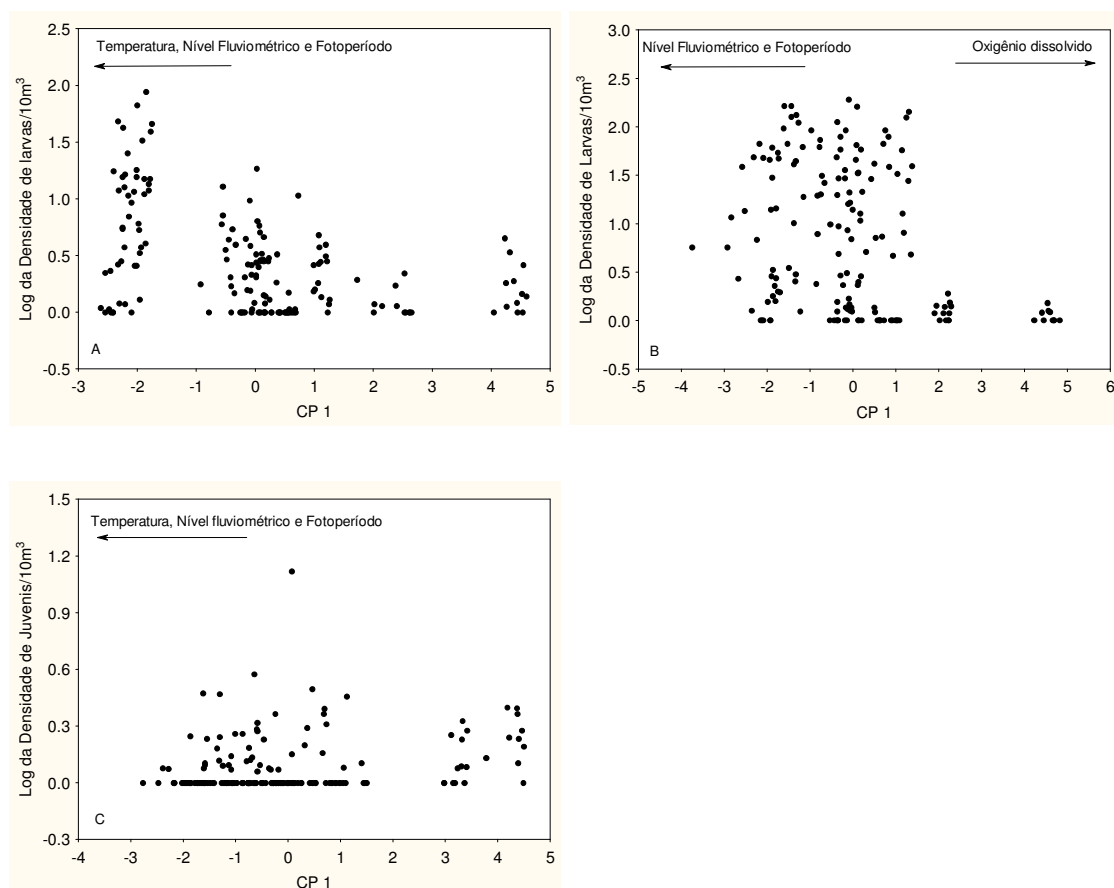 Temperatura, Nível Fluviométrico e Fotoperíodo
Log da Densidade de larvas/10m³
2.5
2.0
1.5
1.0
0.5
0.0
-0.5
A
-3 -2 -1 0 1 2 3 4 5
CP 1
Nível Fluviométrico e Fotoperíodo Oxigênio dissolvido
Log da Densidade de Larvas/10m³
3.0
2.5
2.0
1.5
1.0
0.5
0.0
-0.5
B
-5 -4 -3 -2 -1 0 1 2 3 4 5 6
CP 1
Temperatura, Nível fluviométrico e Fotoperíodo
Log da Densidade de Juvenis/10m³
1.5
1.2
0.9
0.6
0.3
0.0
-0.3
C
-4 -3 -2 -1 0 1 2 3 4 5
CP 1